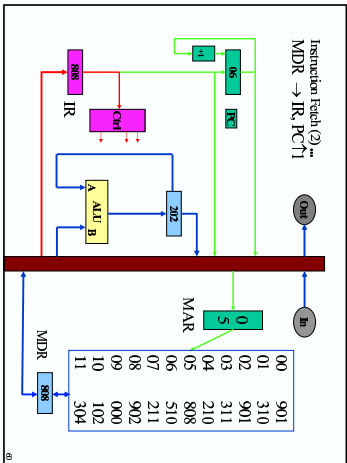 Instruction Fetch (2)...
MDR → IR, PC↑1
+1
06
PC
808
IR
Ctrl
A
ALU
B
202
Out
In
MAR
0
5
00 901
01 310
02 901
03 311
04 210
05 808
06 510
07 211
08 902
09 000
10 102
11 304
MDR
808